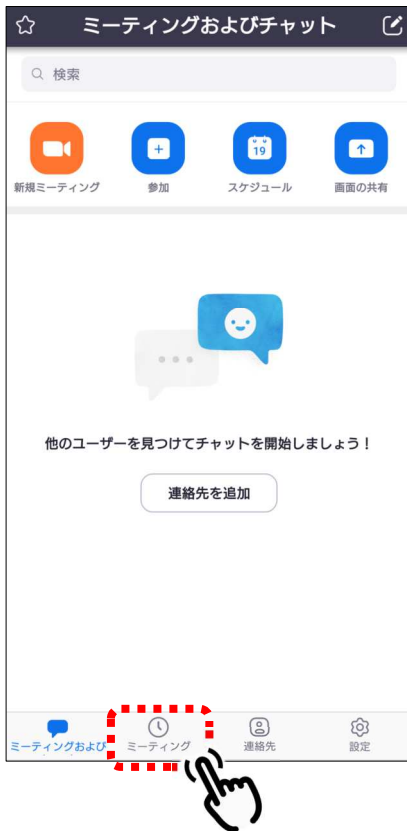 ミーティングおよびチャット
検索
19
新規ミーティング 参加 スケジュール 画面の共有
他のユーザーを見つけてチャットを開始しましょう！
連絡先を追加
ミーティングおよび ミーティング 連絡先 設定